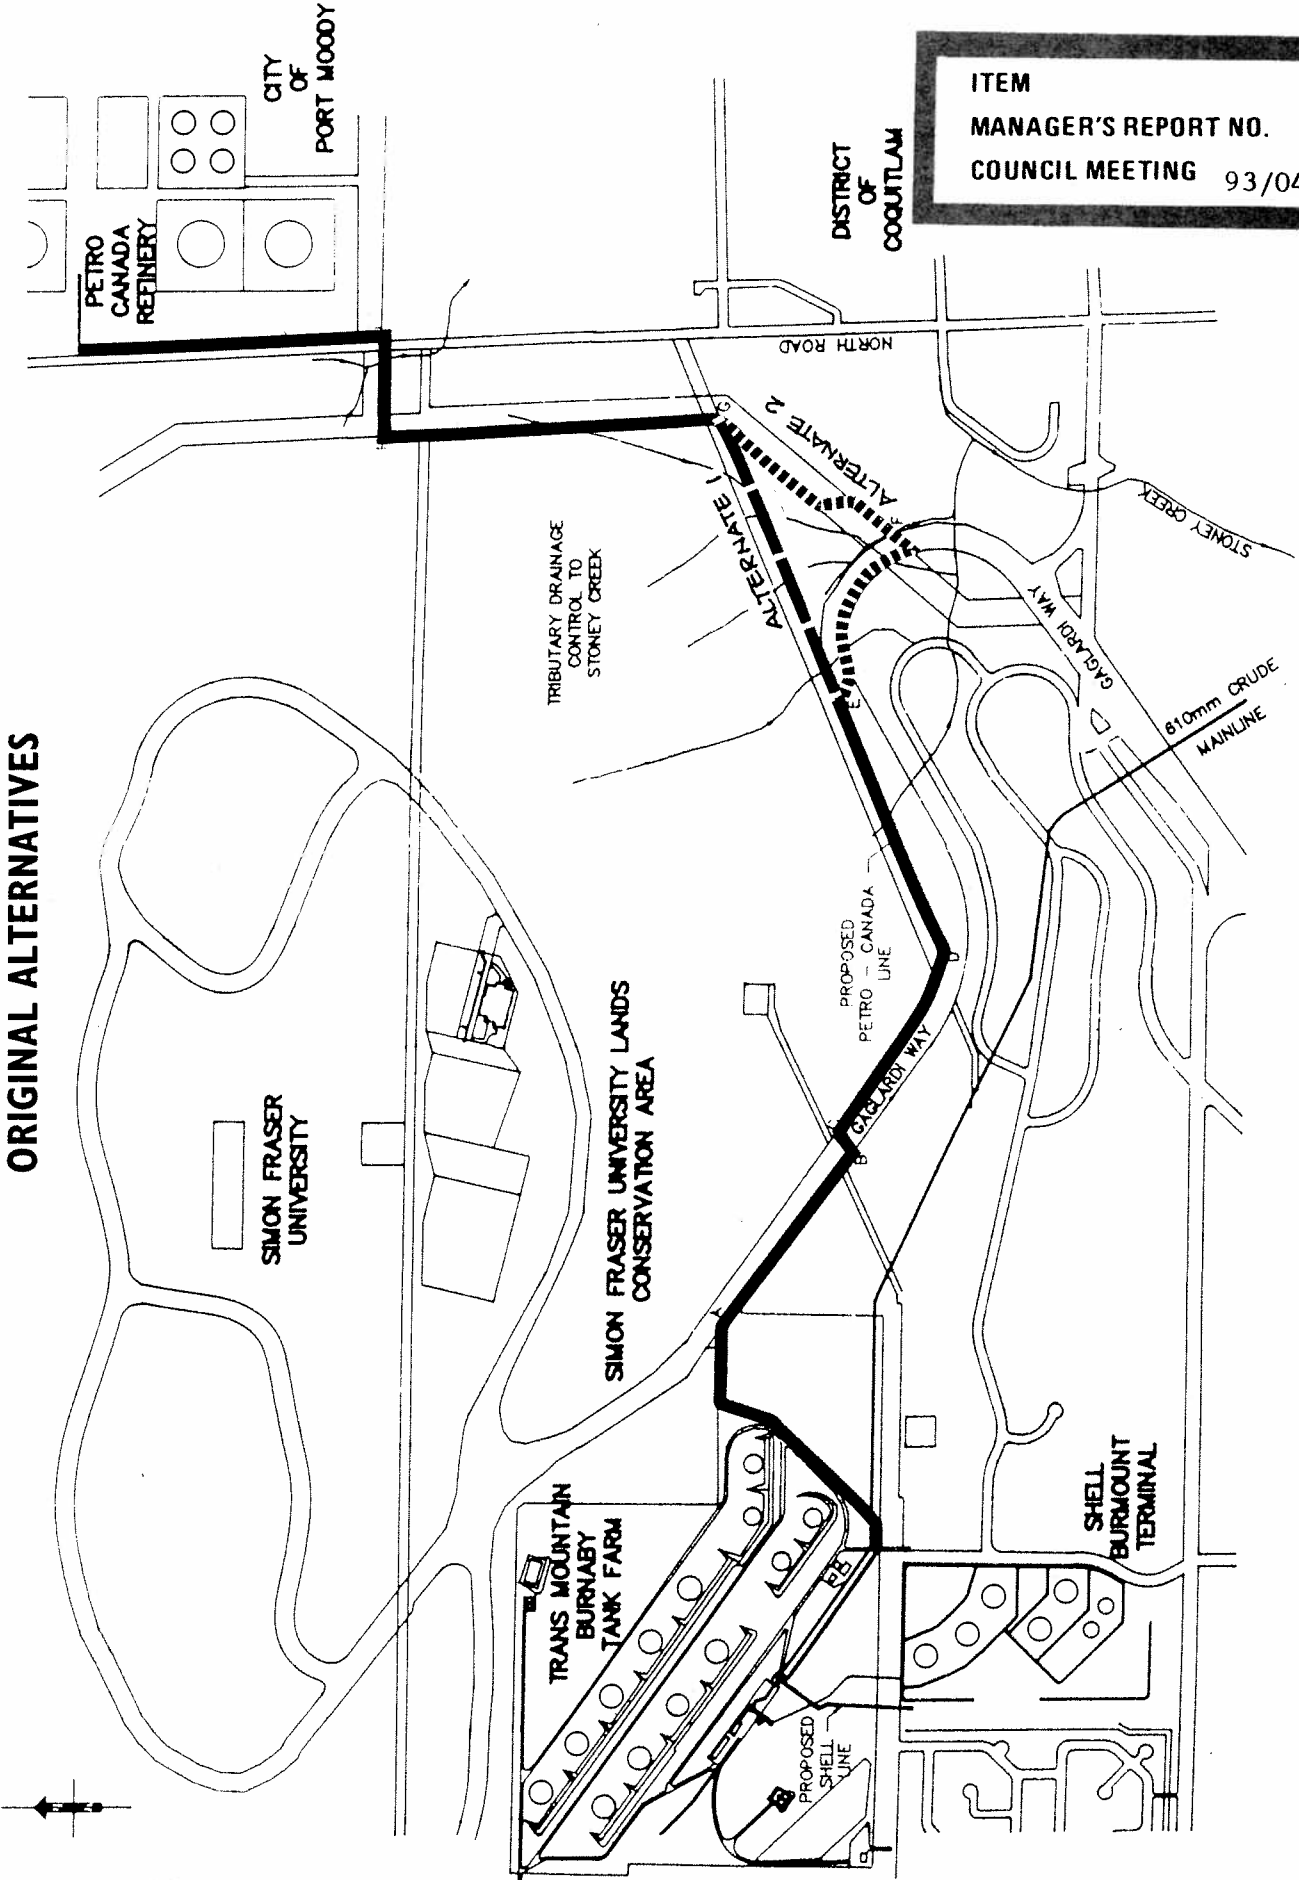 ORIGINAL ALTERNATIVES
ITEM
MANAGER'S REPORT NO.
COUNCIL MEETING 93/04
CITY
OF
PORT MOODY
PETRO
CANADA
REFINERY
DISTRICT
OF
COQUITLAM
NORTH ROAD
G
ALTERNATE 2
ALTERNATE 1
F
STONEY CREEK
TRIBUTARY DRAINAGE
CONTROL TO
STONEY CREEK
GAGLARDI WAY
E
610mm CRUDE
MAINLINE
PROPOSED
PETRO - CANADA
LINE
D
GAGLARDI WAY
C
B
A
SIMON FRASER
UNIVERSITY
SIMON FRASER UNIVERSITY LANDS
CONSERVATION AREA
TRANS MOUNTAIN
BURNABY
TANK FARM
SHELL
BURMOUNT
TERMINAL
PROPOSED
SHELL
LINE